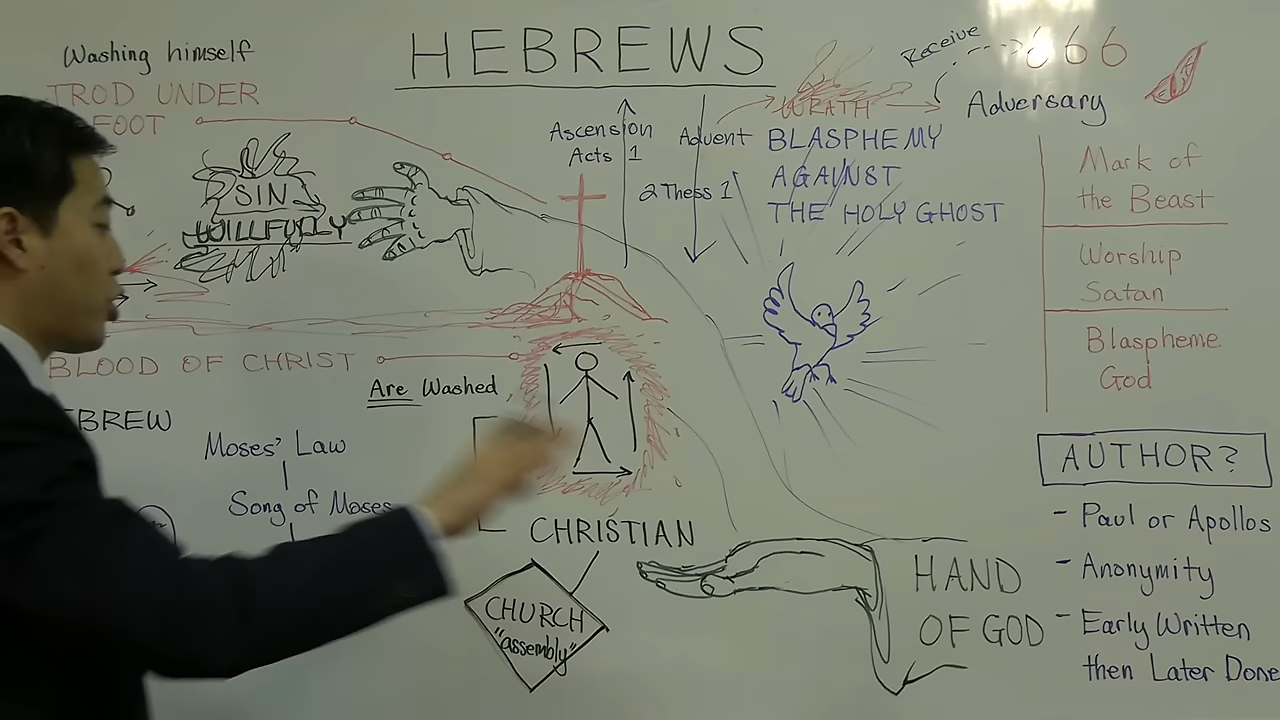 HEBREWS
Washing himself
TROD UNDER
FOOT
SIN
WILLFULLY
Ascension
Acts 1
Advent
2 Thess 1
WRATH
Receive
666
Adversary
BLASPHEMY
AGAINST
THE HOLY GHOST
Mark of
the Beast
Worship
Satan
Blaspheme
God
BLOOD OF CHRIST
Are Washed
EBREW
Moses' Law
Song of Moses
CHRISTIAN
CHURCH
"assembly"
HAND
OF GOD
AUTHOR?
- Paul or Apollos
- Anonymity
- Early Written
then Later Done